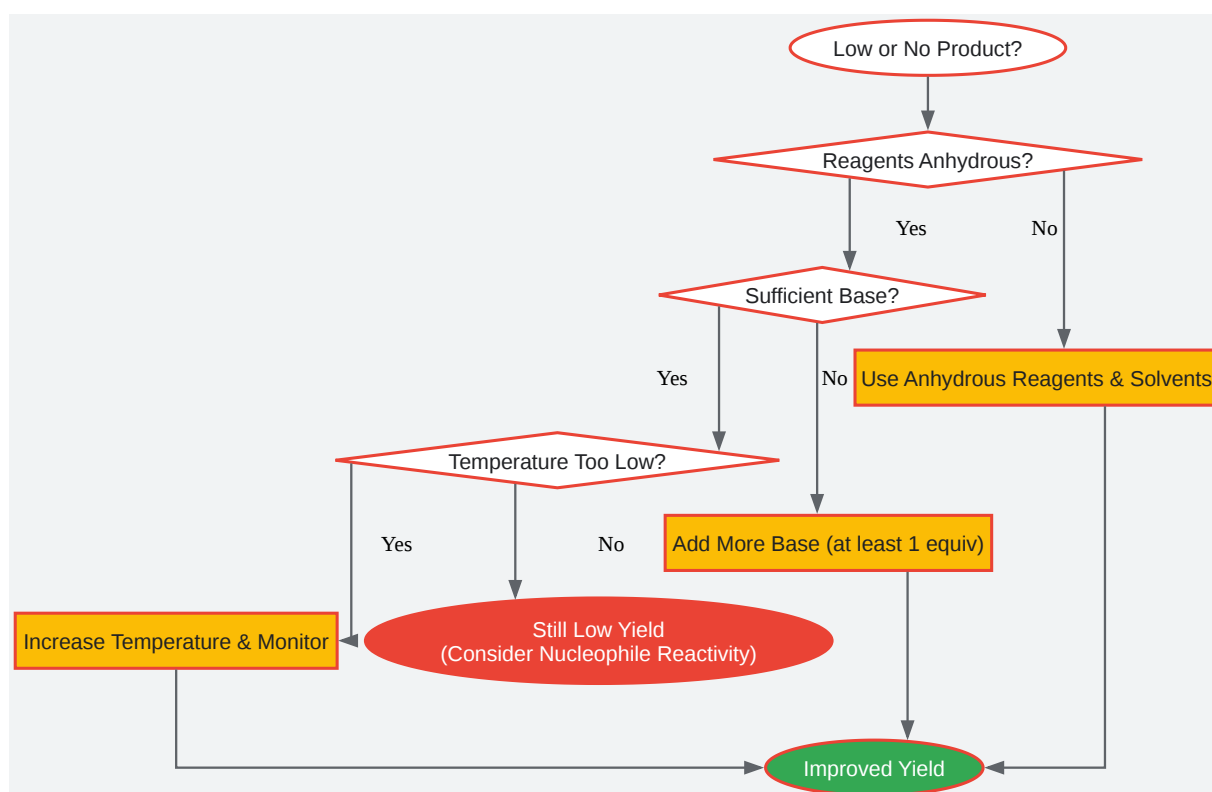 Low or No Product?
Reagents Anhydrous?
Yes
No
Sufficient Base?
Yes
No
Use Anhydrous Reagents & Solvents
Temperature Too Low?
Yes
No
Add More Base (at least 1 equiv)
Increase Temperature & Monitor
Still Low Yield
(Consider Nucleophile Reactivity)
Improved Yield